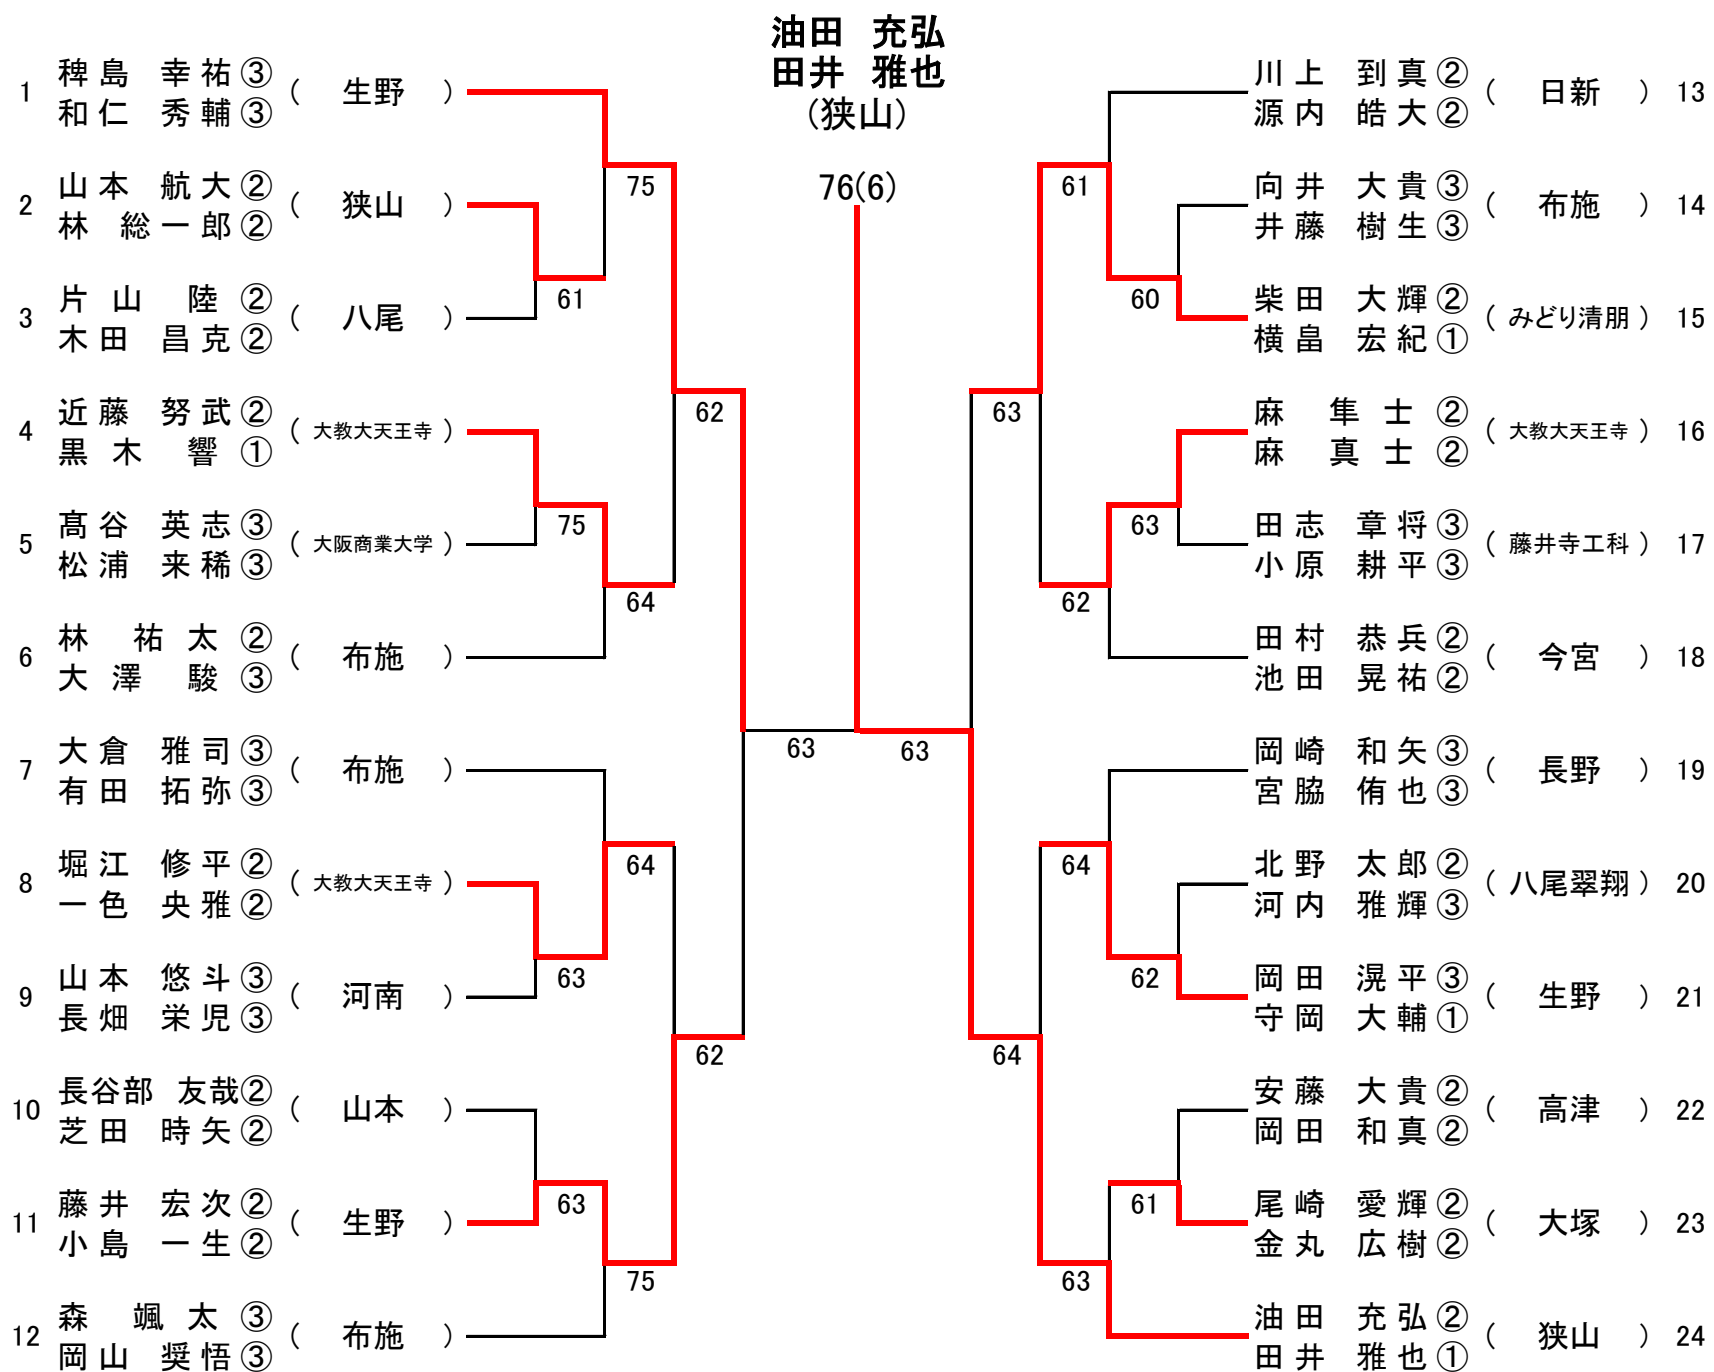 油田 充弘
田井 雅也
(狭山)
76(6)
1 稗島 幸祐③ ( 生野 )
和仁 秀輔③
2 山本 航大② ( 狭山 )
林 総一郎②
3 片山 陸② ( 八尾 )
木田 昌克②
4 近藤 努武② ( 大教大天王寺 )
黒木 響①
5 髙谷 英志③ ( 大阪商業大学 )
松浦 来稀③
6 林 祐太② ( 布施 )
大澤 駿③
7 大倉 雅司③ ( 布施 )
有田 拓弥③
8 堀江 修平② ( 大教大天王寺 )
一色 央雅②
9 山本 悠斗③ ( 河南 )
長畑 栄児③
10 長谷部 友哉② ( 山本 )
芝田 時矢②
11 藤井 宏次② ( 生野 )
小島 一生②
12 森 颯太③ ( 布施 )
岡山 奨悟③
75
61
62
75
64
64
63
62
63
75
63
63
61
60
63
63
62
64
62
64
61
63
川上 到真② ( 日新 ) 13
源内 皓大②
向井 大貴③ ( 布施 ) 14
井藤 樹生③
柴田 大輝② ( みどり清朋 ) 15
横畠 宏紀①
麻 隼士② ( 大教大天王寺 ) 16
麻 真士②
田志 章将③ ( 藤井寺工科 ) 17
小原 耕平③
田村 恭兵② ( 今宮 ) 18
池田 晃祐②
岡崎 和矢③ ( 長野 ) 19
宮脇 侑也③
北野 太郎② ( 八尾翠翔 ) 20
河内 雅輝③
岡田 滉平③ ( 生野 ) 21
守岡 大輔①
安藤 大貴② ( 高津 ) 22
岡田 和真②
尾崎 愛輝② ( 大塚 ) 23
金丸 広樹②
油田 充弘② ( 狭山 ) 24
田井 雅也①